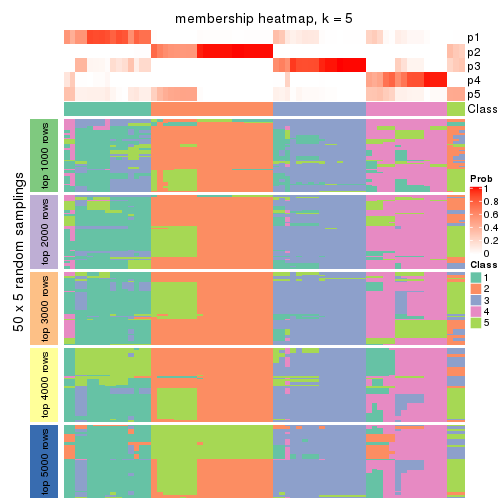 membership heatmap, k = 5
p1
p2
p3
p4
p5
Class
50 x 5 random samplings
top 1000 rows
top 2000 rows
top 3000 rows
top 4000 rows
top 5000 rows
Prob
1
0.8
0.6
0.4
0.2
0
Class
1
2
3
4
5